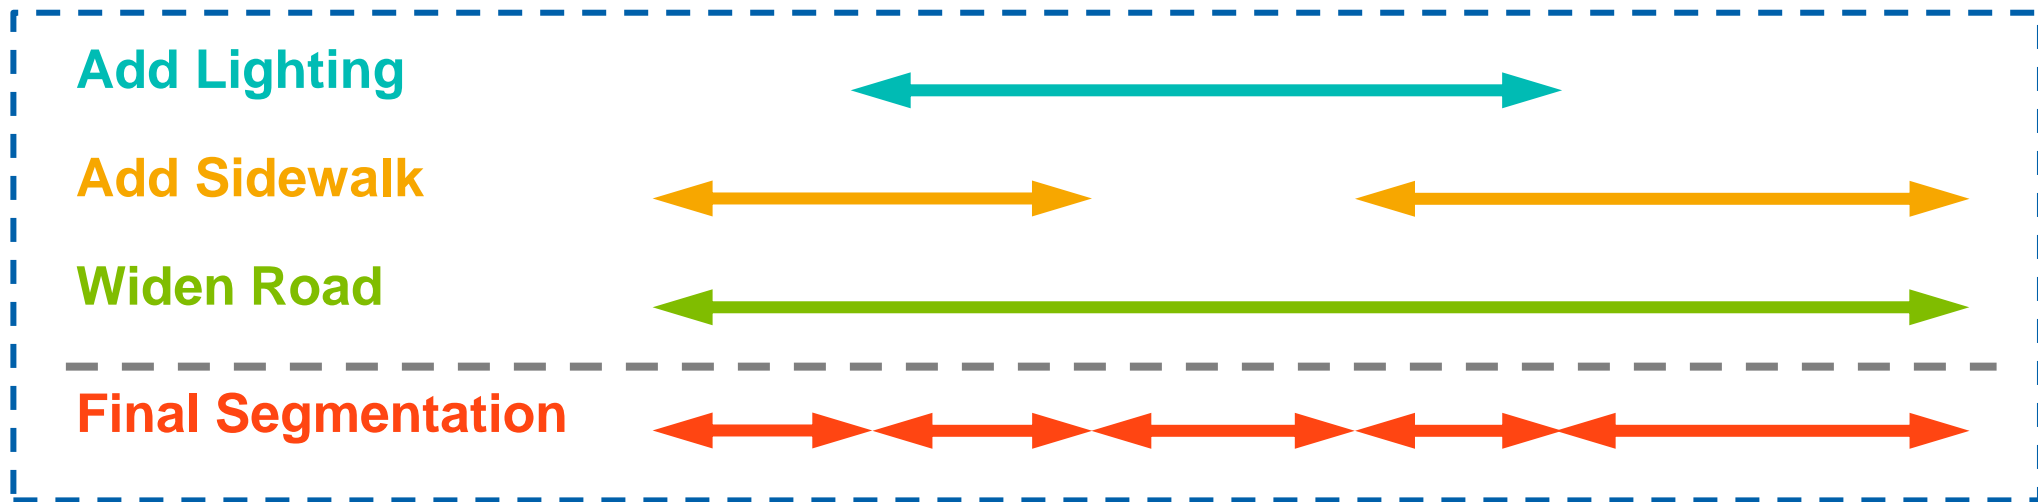 Add Lighting
Add Sidewalk
Widen Road
Final Segmentation